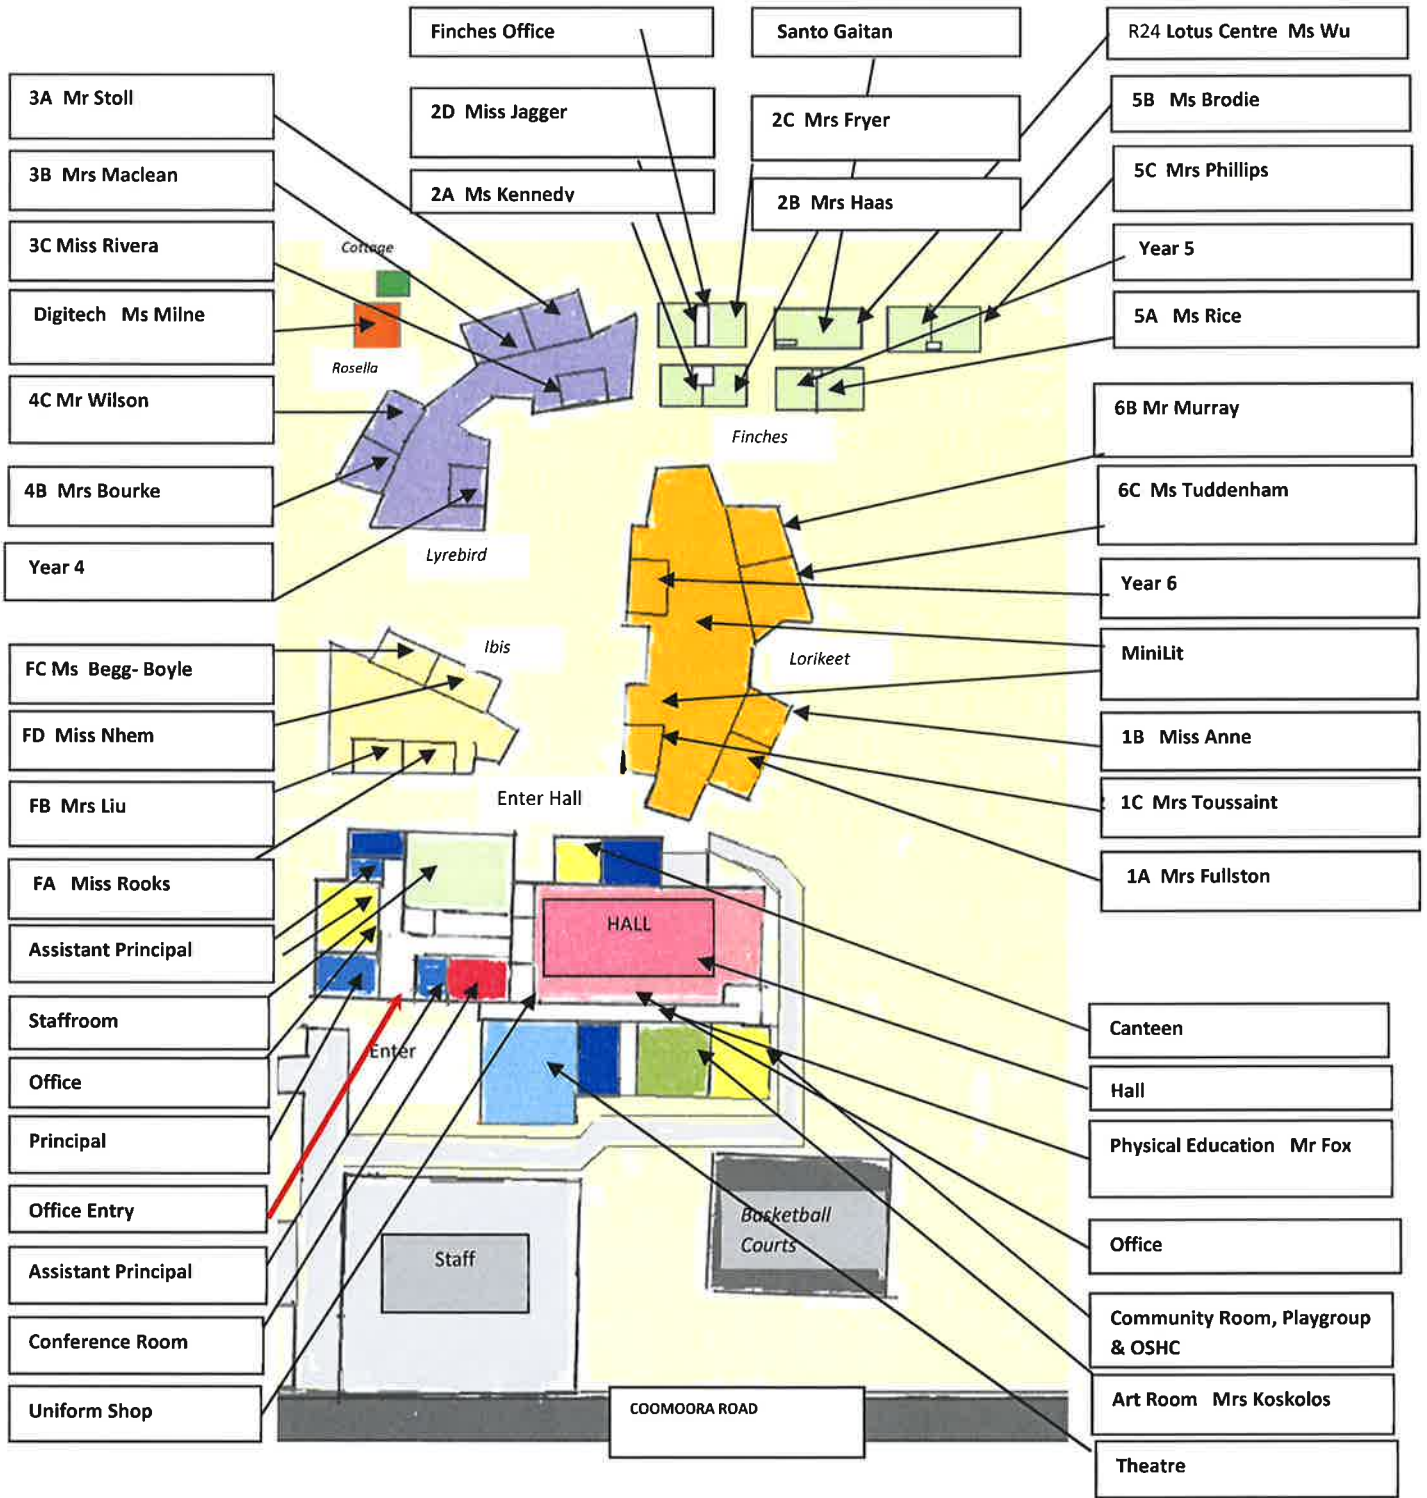 Finches Office
Santo Gaitan
R24 Lotus Centre  Ms Wu
3A  Mr Stoll
2D  Miss Jagger
2C  Mrs Fryer
5B   Ms Brodie
3B  Mrs Maclean
2A  Ms Kennedy
2B  Mrs Haas
5C  Mrs Phillips
3C Miss Rivera
Cottage
Year 5
Digitech   Ms Milne
5A   Ms Rice
Rosella
4C Mr Wilson
6B Mr Murray
Finches
4B  Mrs Bourke
6C  Ms Tuddenham
Year 4
Lyrebird
Year 6
FC Ms  Begg- Boyle
Ibis
Lorikeet
MiniLit
FD  Miss Nhem
1B   Miss Anne
FB   Mrs Liu
Enter Hall
1C  Mrs Toussaint
FA   Miss Rooks
1A  Mrs Fullston
Assistant Principal
HALL
Staffroom
Canteen
Office
Enter
Hall
Principal
Physical Education   Mr Fox
Office Entry
Basketball
Courts
Office
Assistant Principal
Staff
Community Room, Playgroup
& OSHC
Conference Room
Uniform Shop
COOMOORA ROAD
Art Room   Mrs Koskolos
Theatre